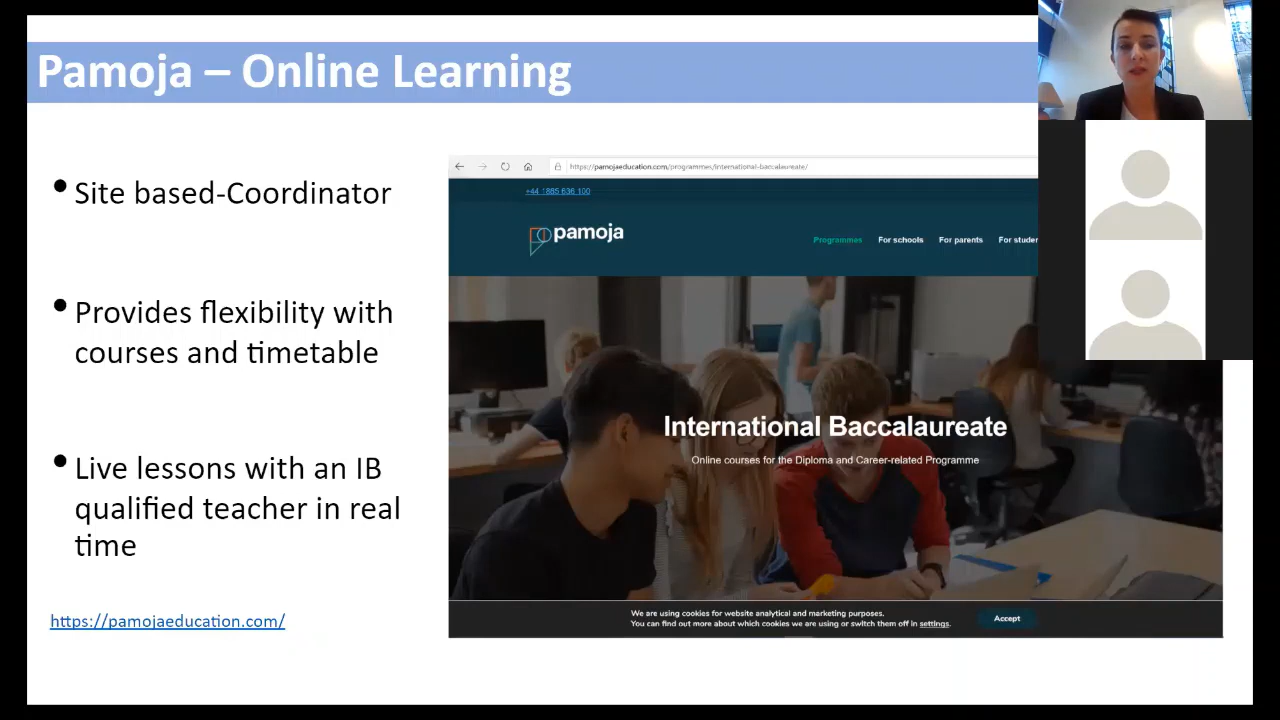 Pamoja – Online Learning
• Site based-Coordinator
• Provides flexibility with
courses and timetable
• Live lessons with an IB
qualified teacher in real
time
https://pamojaeducation.com/
https://pamojaeducation.com/programmes/international-baccalaureate/
+44 1865 636 100
pamoja
Programmes For schools For parents For studen
International Baccalaureate
Online courses for the Diploma and Career-related Programme
We are using cookies for website analytical and marketing purposes.
You can find out more about which cookies we are using or switch them off in settings.
Accept